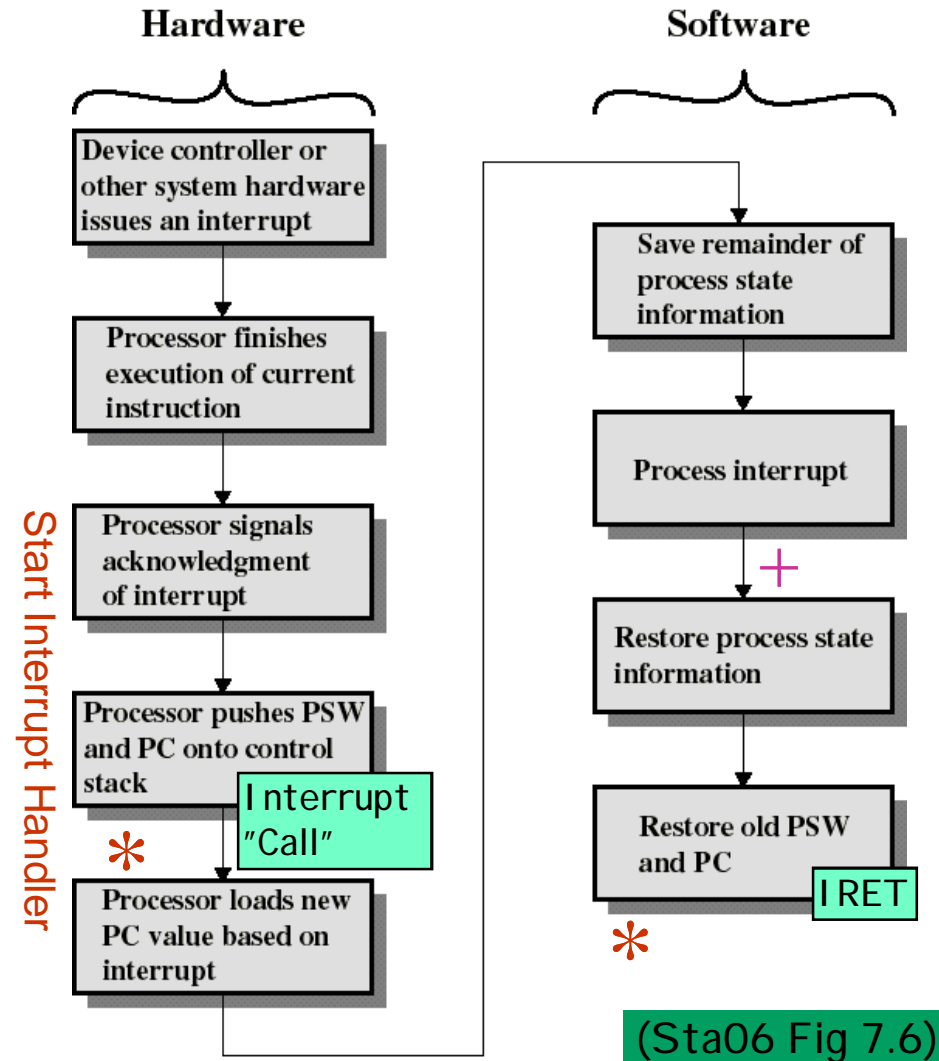 Hardware
Device controller or
other system hardware
issues an interrupt
Processor finishes
execution of current
instruction
Start Interrupt Handler
Processor signals
acknowledgment
of interrupt
Processor pushes PSW
and PC onto control
stack
Interrupt
"Call"
*
Processor loads new
PC value based on
interrupt
Software
Save remainder of
process state
information
Process interrupt
+
Restore process state
information
Restore old PSW
and PC
IRET
*
(Sta06 Fig 7.6)